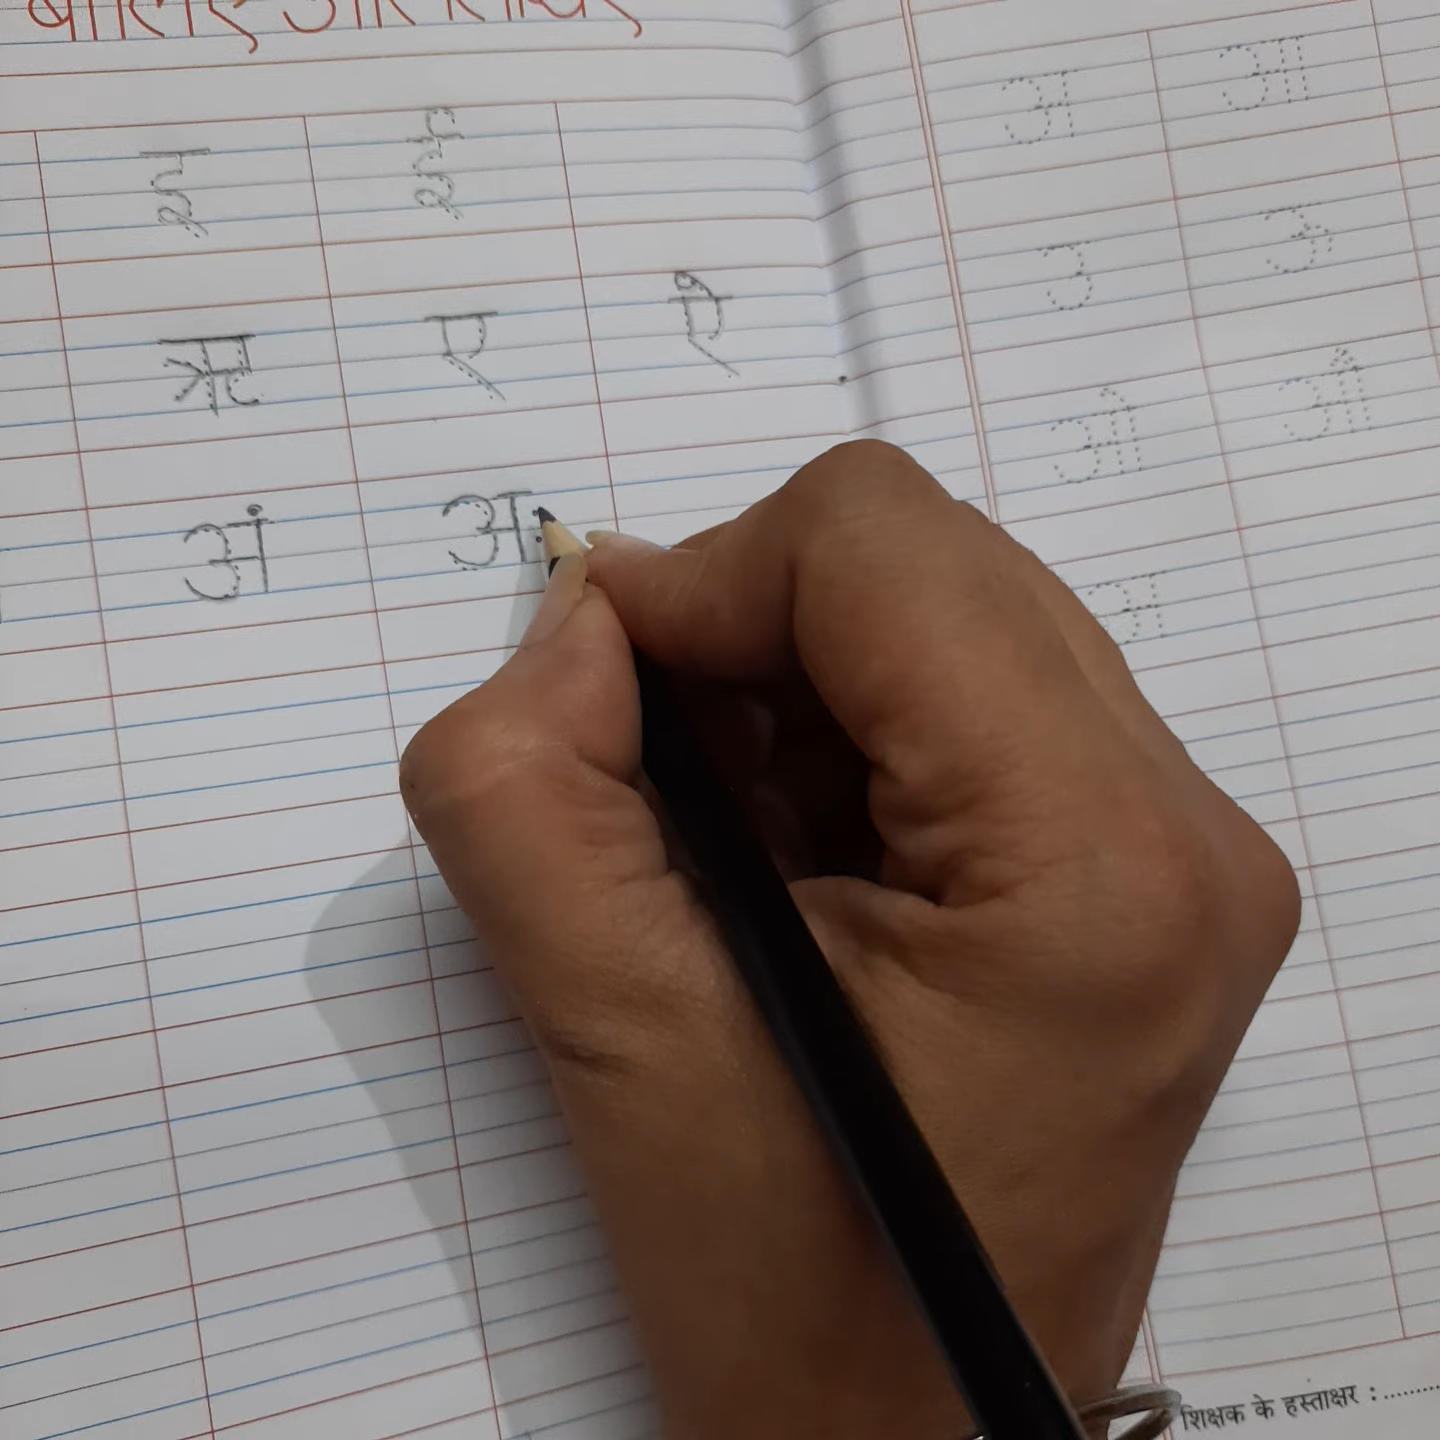 इ ई
ऋ ए ऐ
अं अः
अ आ
उ ऊ
ओ औ
शिक्षक के हस्ताक्षर :..........